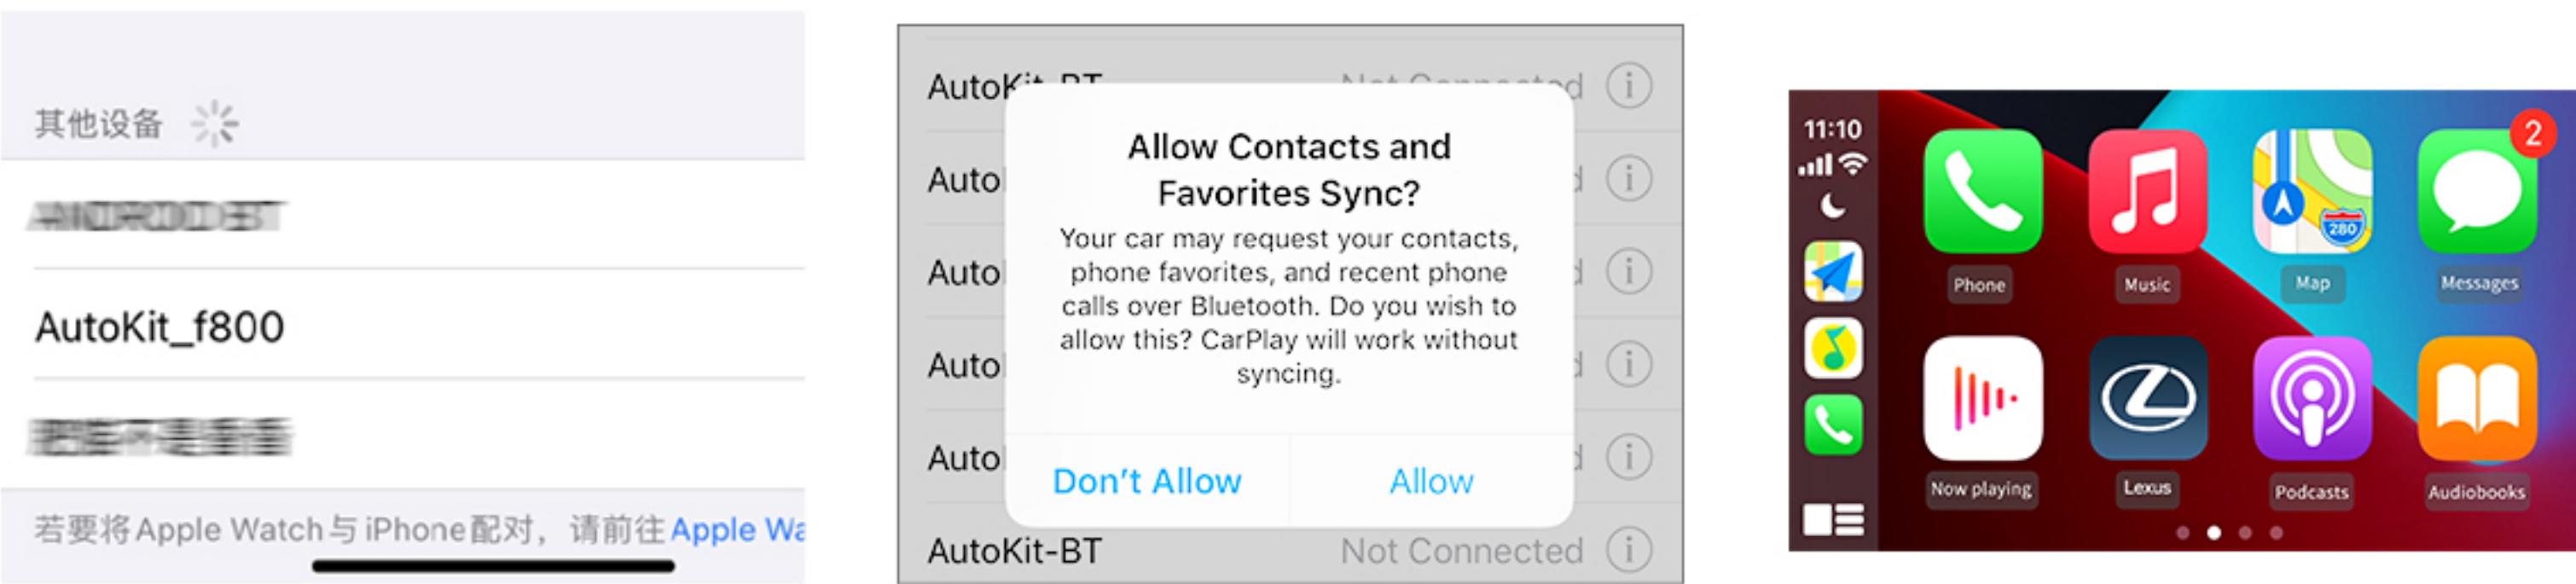 其他设备
AutoKit_f800
若要将Apple Watch与iPhone配对，请前往Apple Wa
AutoKit-BT Not Connected
Auto
Auto
Auto
Auto
AutoKit-BT Not Connected
Allow Contacts and
Favorites Sync?
Your car may request your contacts,
phone favorites, and recent phone
calls over Bluetooth. Do you wish to
allow this? CarPlay will work without
syncing.
Don't Allow Allow
11:10
2
280
Phone Music Map Messages
Now playing Lexus Podcasts Audiobooks